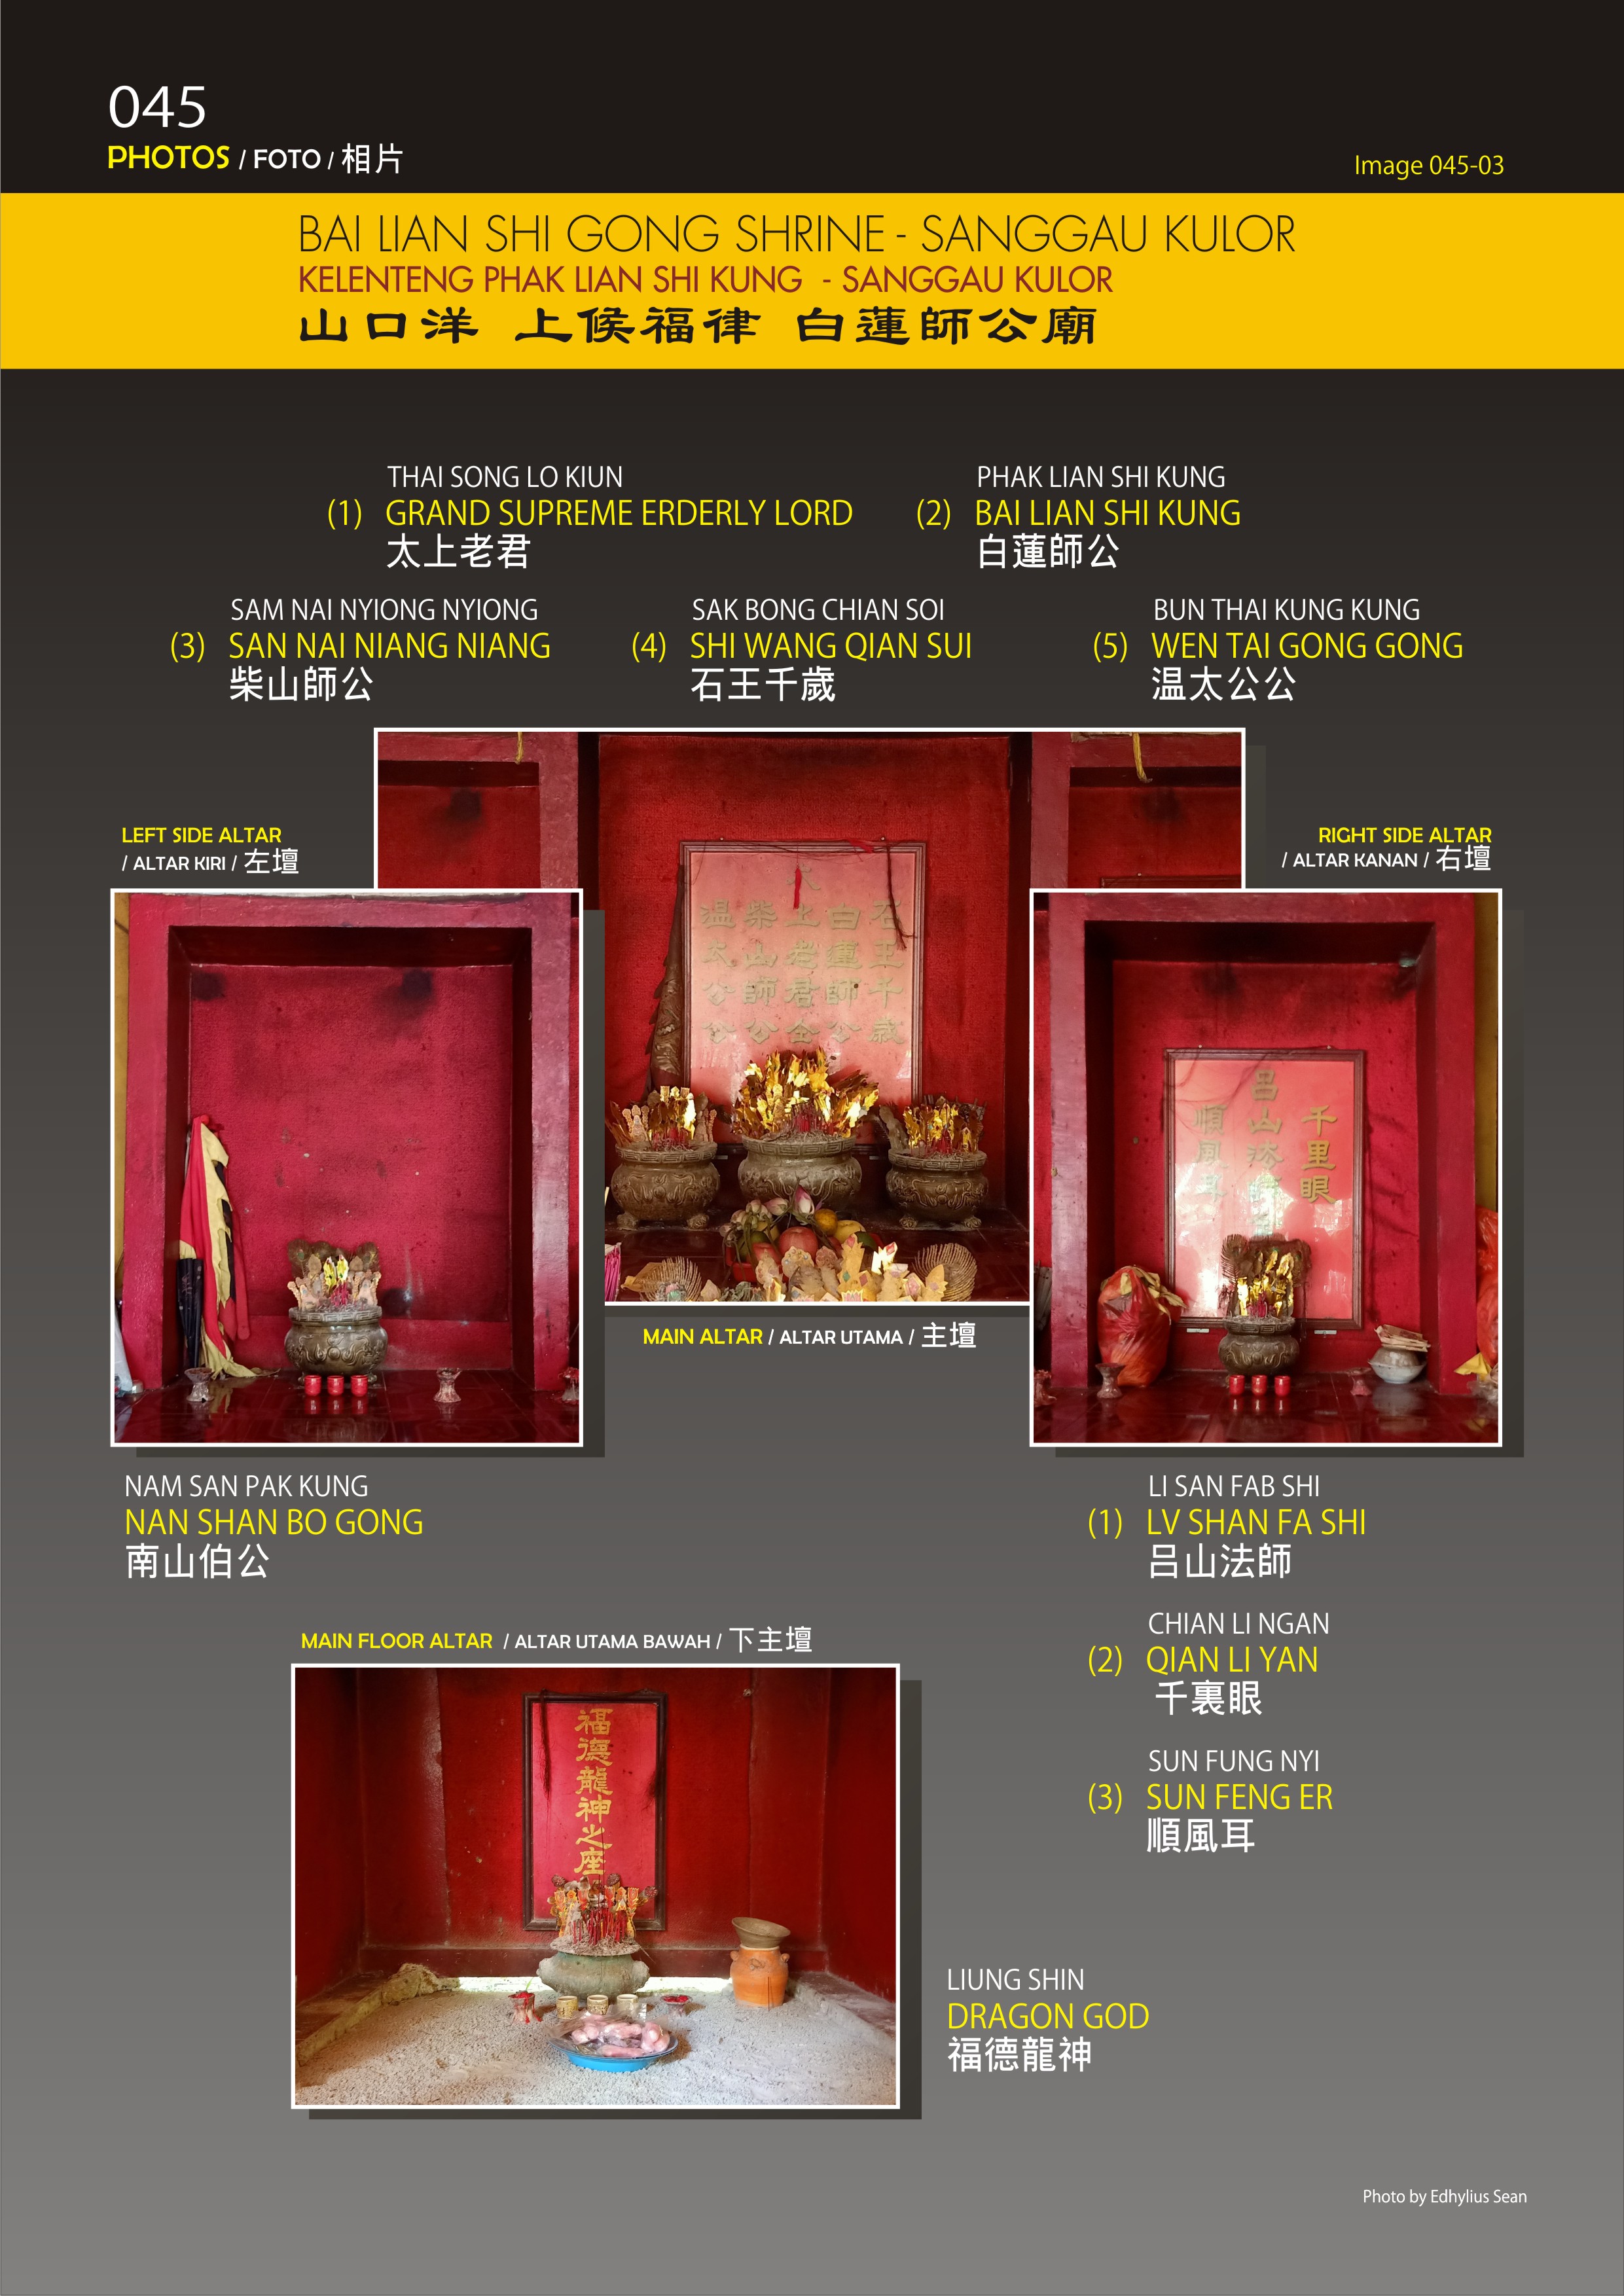 045
PHOTOS / FOTO / 相片
Image 045-03
BAI LIAN SHI GONG SHRINE - SANGGAU KULOR
KELENTENG PHAK LIAN SHI KUNG - SANGGAU KULOR
山口洋 上候福律 白蓮師公廟
THAI SONG LO KIUN
(1) GRAND SUPREME ERDERLY LORD
太上老君
PHAK LIAN SHI KUNG
(2) BAI LIAN SHI KUNG
白蓮師公
SAM NAI NYIONG NYIONG
(3) SAN NAI NIANG NIANG
柴山師公
SAK BONG CHIAN SOI
(4) SHI WANG QIAN SUI
石王千歲
BUN THAI KUNG KUNG
(5) WEN TAI GONG GONG
温太公公
LEFT SIDE ALTAR
/ ALTAR KIRI / 左壇
RIGHT SIDE ALTAR
/ ALTAR KANAN / 右壇
石王千歲
白蓮師公
太上老君仝
柴山師公
温太公公
千里眼
呂山法
順風耳
MAIN ALTAR / ALTAR UTAMA / 主壇
NAM SAN PAK KUNG
NAN SHAN BO GONG
南山伯公
LI SAN FAB SHI
(1) LV SHAN FA SHI
呂山法師
CHIAN LI NGAN
(2) QIAN LI YAN
千裏眼
SUN FUNG NYI
(3) SUN FENG ER
順風耳
MAIN FLOOR ALTAR / ALTAR UTAMA BAWAH / 下主壇
福德龍神之座
LIUNG SHIN
DRAGON GOD
福德龍神
Photo by Edhylius Sean